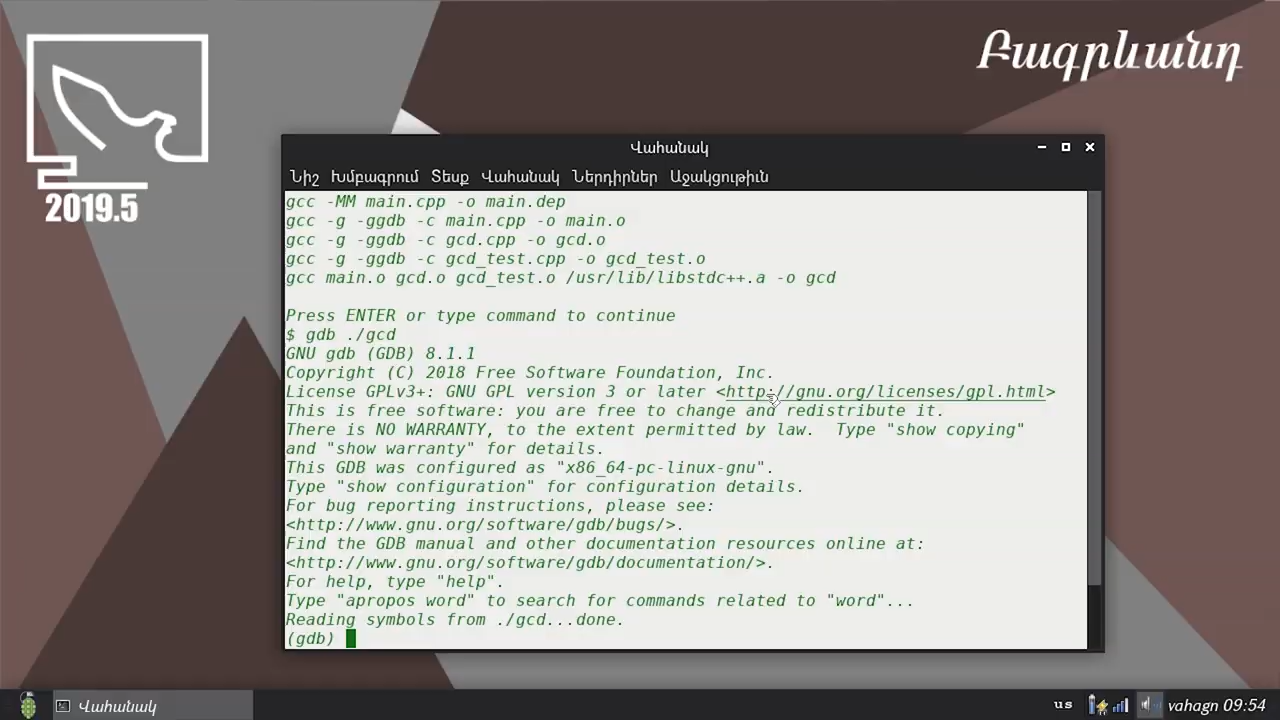 Բագրևանդ
2019.5
Վահանակ
Նիշ Խմբագրում Տեսք Վահանակ Ներդիրներ Աջակցութիւն
gcc -MM main.cpp -o main.dep
gcc -g -ggdb -c main.cpp -o main.o
gcc -g -ggdb -c gcd.cpp -o gcd.o
gcc -g -ggdb -c gcd_test.cpp -o gcd_test.o
gcc main.o gcd.o gcd_test.o /usr/lib/libstdc++.a -o gcd
Press ENTER or type command to continue
$ gdb ./gcd
GNU gdb (GDB) 8.1.1
Copyright (C) 2018 Free Software Foundation, Inc.
License GPLv3+: GNU GPL version 3 or later <http://gnu.org/licenses/gpl.html>
This is free software: you are free to change and redistribute it.
There is NO WARRANTY, to the extent permitted by law.  Type "show copying"
and "show warranty" for details.
This GDB was configured as "x86_64-pc-linux-gnu".
Type "show configuration" for configuration details.
For bug reporting instructions, please see:
<http://www.gnu.org/software/gdb/bugs/>.
Find the GDB manual and other documentation resources online at:
<http://www.gnu.org/software/gdb/documentation/>.
For help, type "help".
Type "apropos word" to search for commands related to "word"...
Reading symbols from ./gcd...done.
(gdb)
Վահանակ us vahagn 09:54